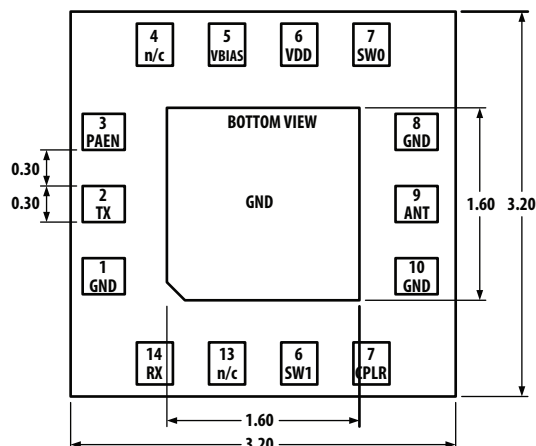 4 5 6 7
n/c VBIAS VDD SW0
3 BOTTOM VIEW 8
PAEN GND
0.30
0.30 2 GND 9 1.60 3.20
TX ANT
1 10
GND GND
14 13 6 7
RX n/c SW1 CPLR
1.60
3.20